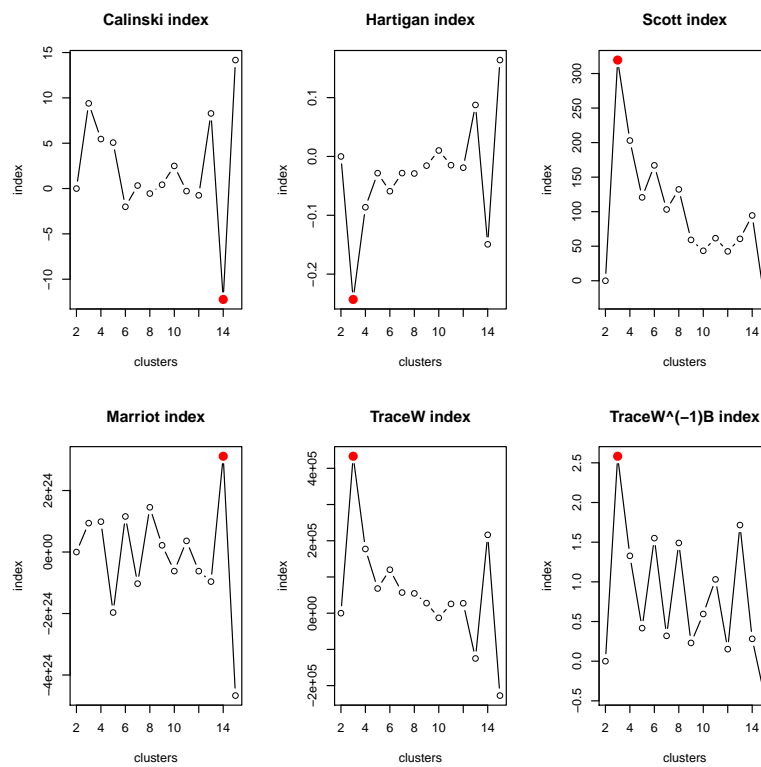 Calinski index
Hartigan index
Scott index
index
15
10
5
0
−5
−10
2 4 6 8 10 14
clusters
index
0.1
0.0
−0.1
−0.2
2 4 6 8 10 14
clusters
index
300
250
200
150
100
50
0
2 4 6 8 10 14
clusters
Marriot index
TraceW index
TraceW^(−1)B index
index
2e+24
0e+00
−2e+24
−4e+24
2 4 6 8 10 14
clusters
index
4e+05
2e+05
0e+00
−2e+05
2 4 6 8 10 14
clusters
index
2.5
2.0
1.5
1.0
0.5
0.0
−0.5
2 4 6 8 10 14
clusters